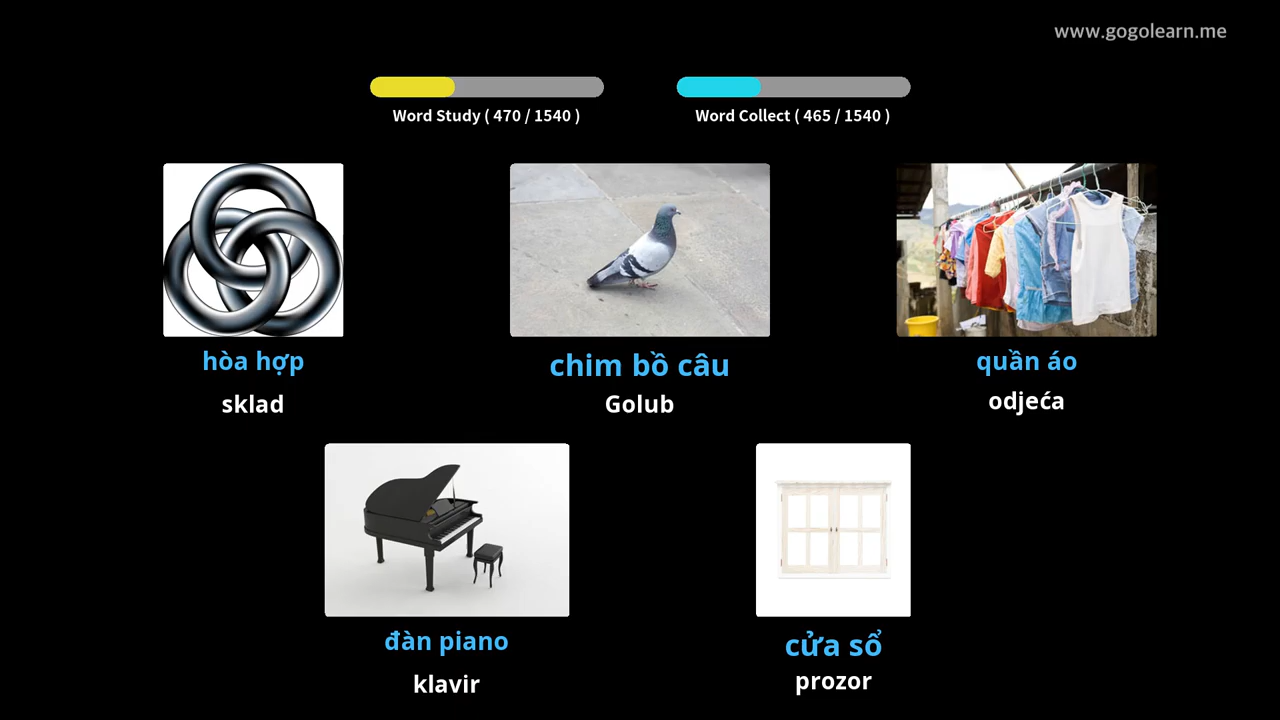 www.gogolearn.me
Word Study ( 470 / 1540 )
Word Collect ( 465 / 1540 )
hòa hợp
chim bồ câu
quần áo
sklad
Golub
odjeća
đàn piano
cửa sổ
klavir
prozor